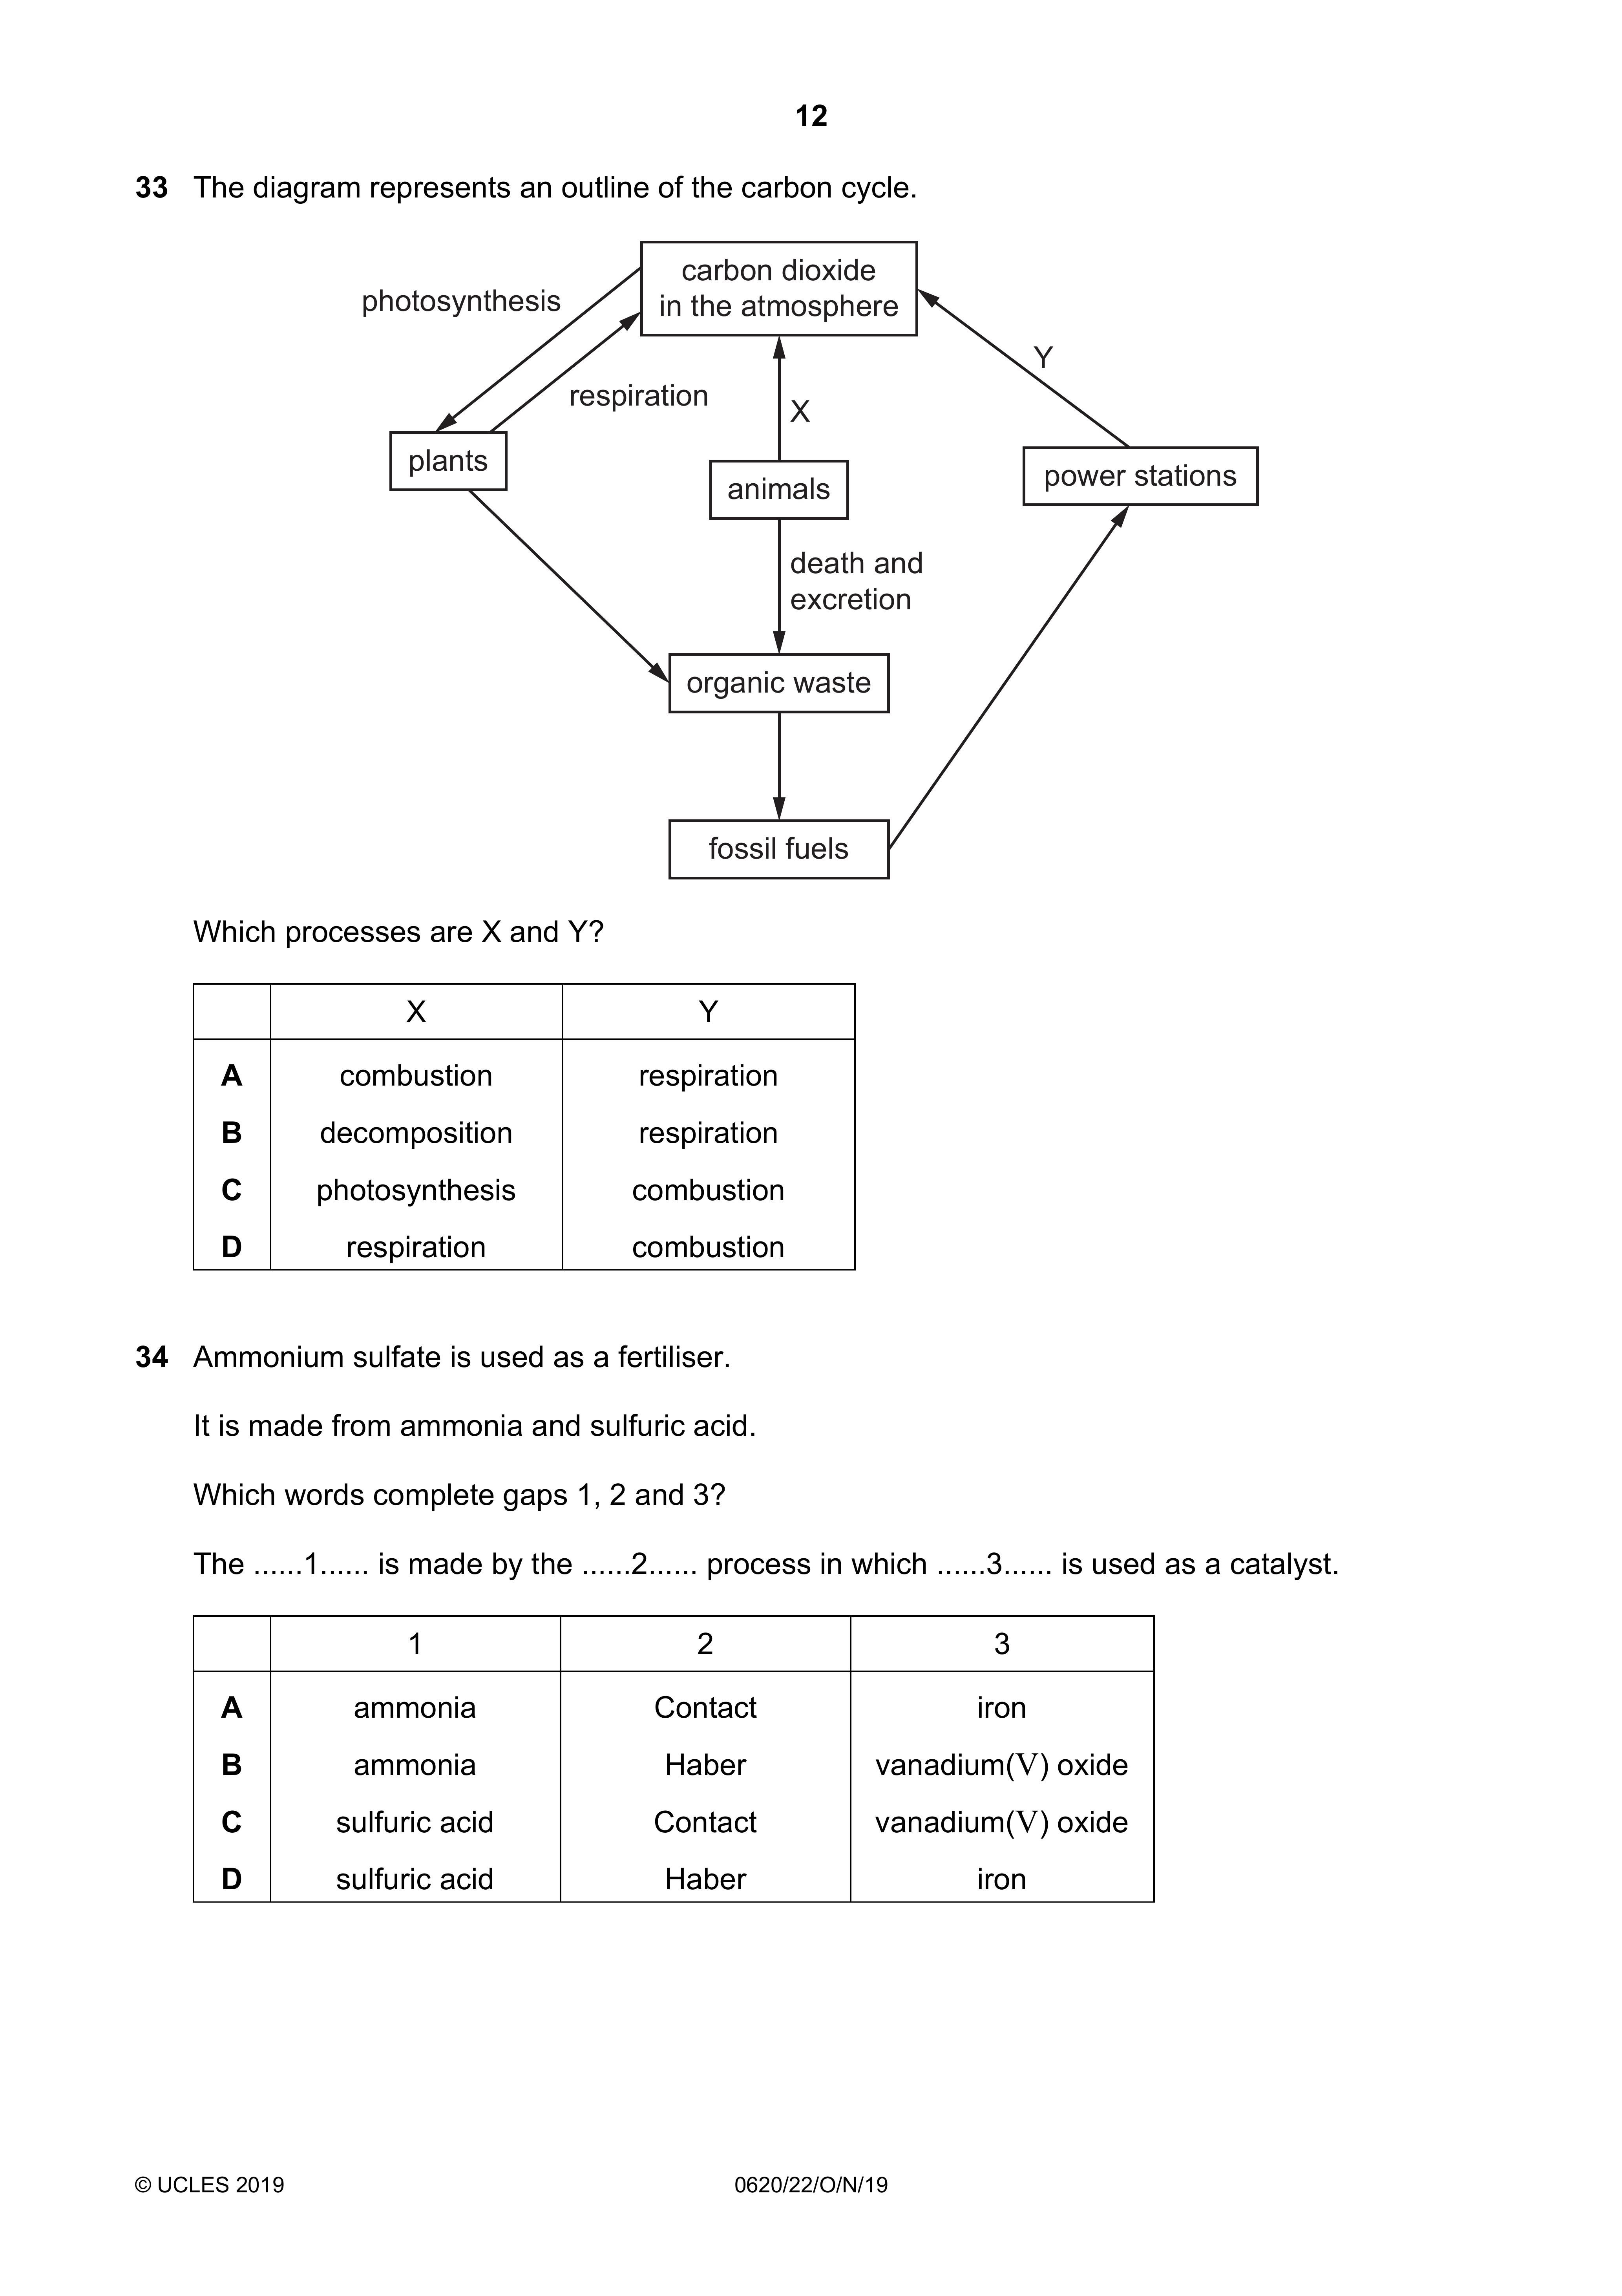 12
33 The diagram represents an outline of the carbon cycle.
carbon dioxide
in the atmosphere
photosynthesis
respiration
X
Y
plants
animals
power stations
death and
excretion
organic waste
fossil fuels
Which processes are X and Y?
X Y
A combustion respiration
B decomposition respiration
C photosynthesis combustion
D respiration combustion
34 Ammonium sulfate is used as a fertiliser.
It is made from ammonia and sulfuric acid.
Which words complete gaps 1, 2 and 3?
The ......1...... is made by the ......2...... process in which ......3...... is used as a catalyst.
1 2 3
A ammonia Contact iron
B ammonia Haber vanadium(V) oxide
C sulfuric acid Contact vanadium(V) oxide
D sulfuric acid Haber iron
© UCLES 2019 0620/22/O/N/19